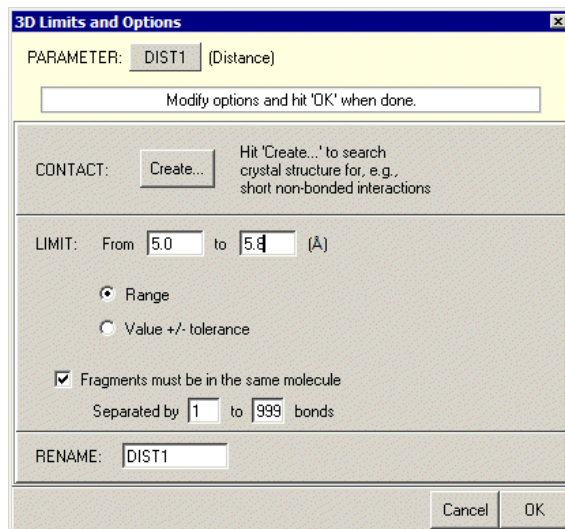 3D Limits and Options
PARAMETER: DIST1 (Distance)
Modify options and hit 'OK' when done.
CONTACT: Create... Hit 'Create...' to search
crystal structure for, e.g.,
short non-bonded interactions
LIMIT: From 5.0 to 5.8 (Å)
Range
Value +/- tolerance
Fragments must be in the same molecule
Separated by 1 to 999 bonds
RENAME: DIST1
Cancel OK